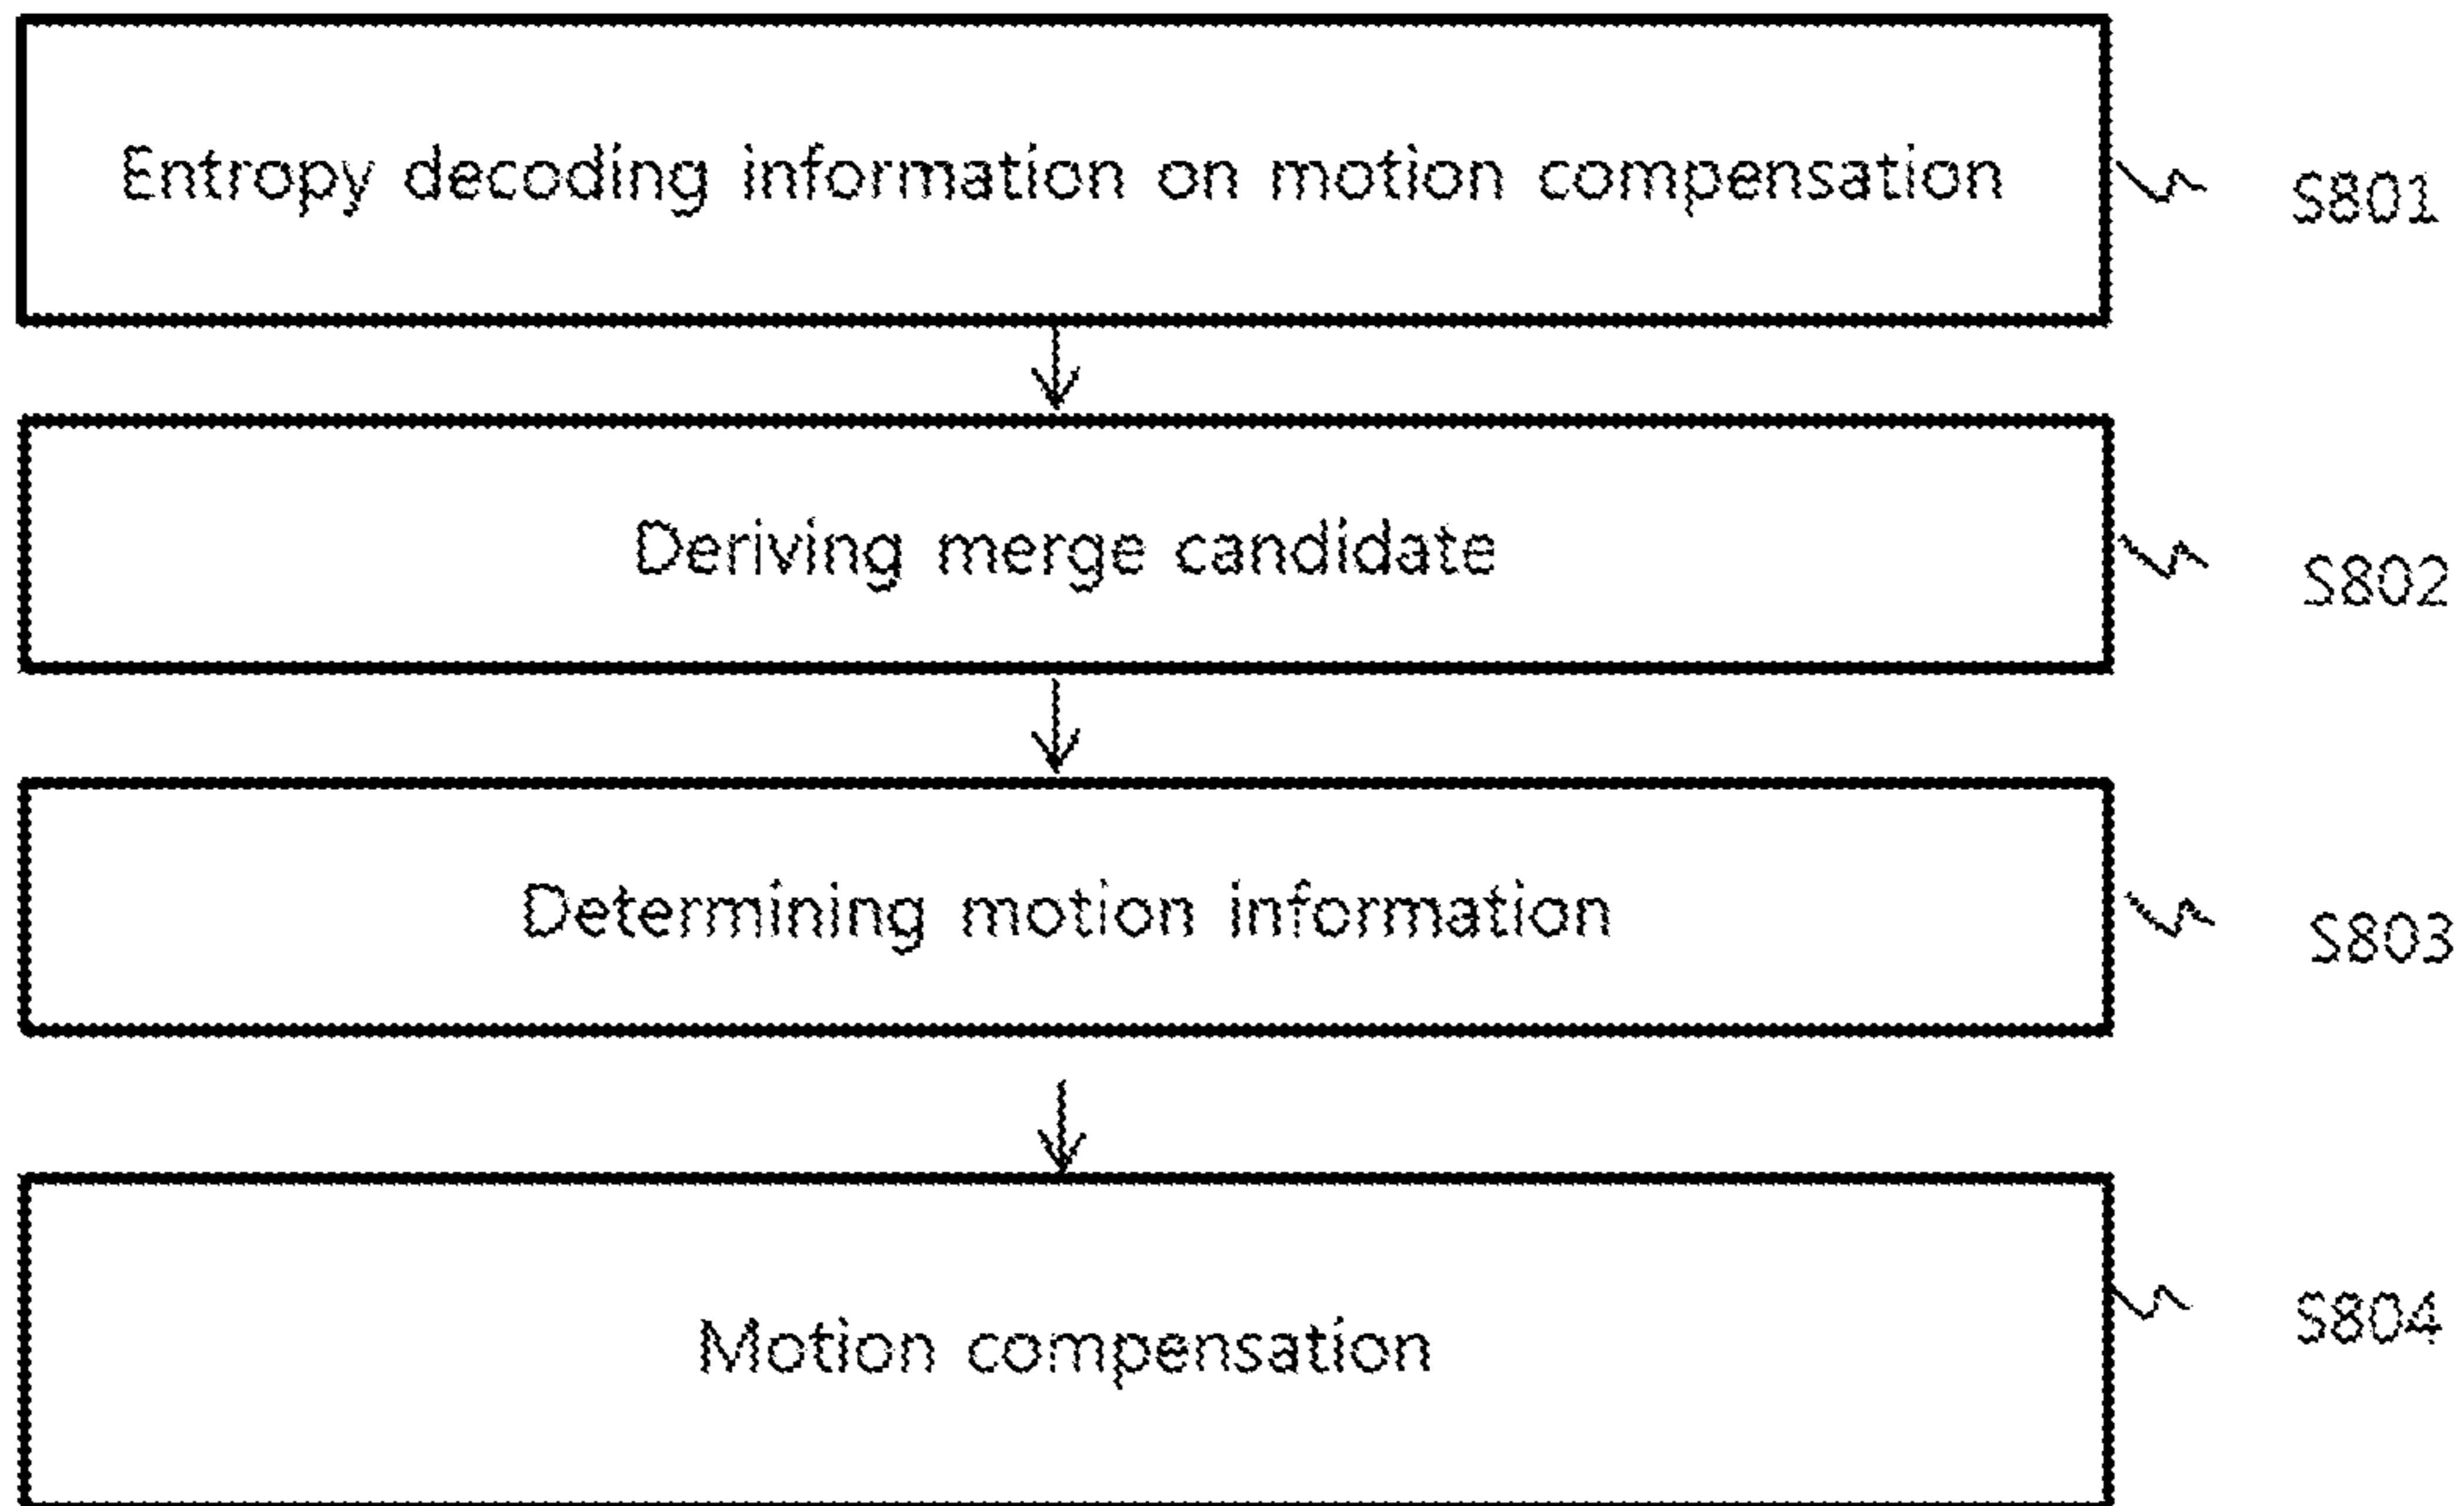 Entropy decoding information on motion compensation
S801
Deriving merge candidate
S802
Determining motion information
S803
Motion compensation
S804